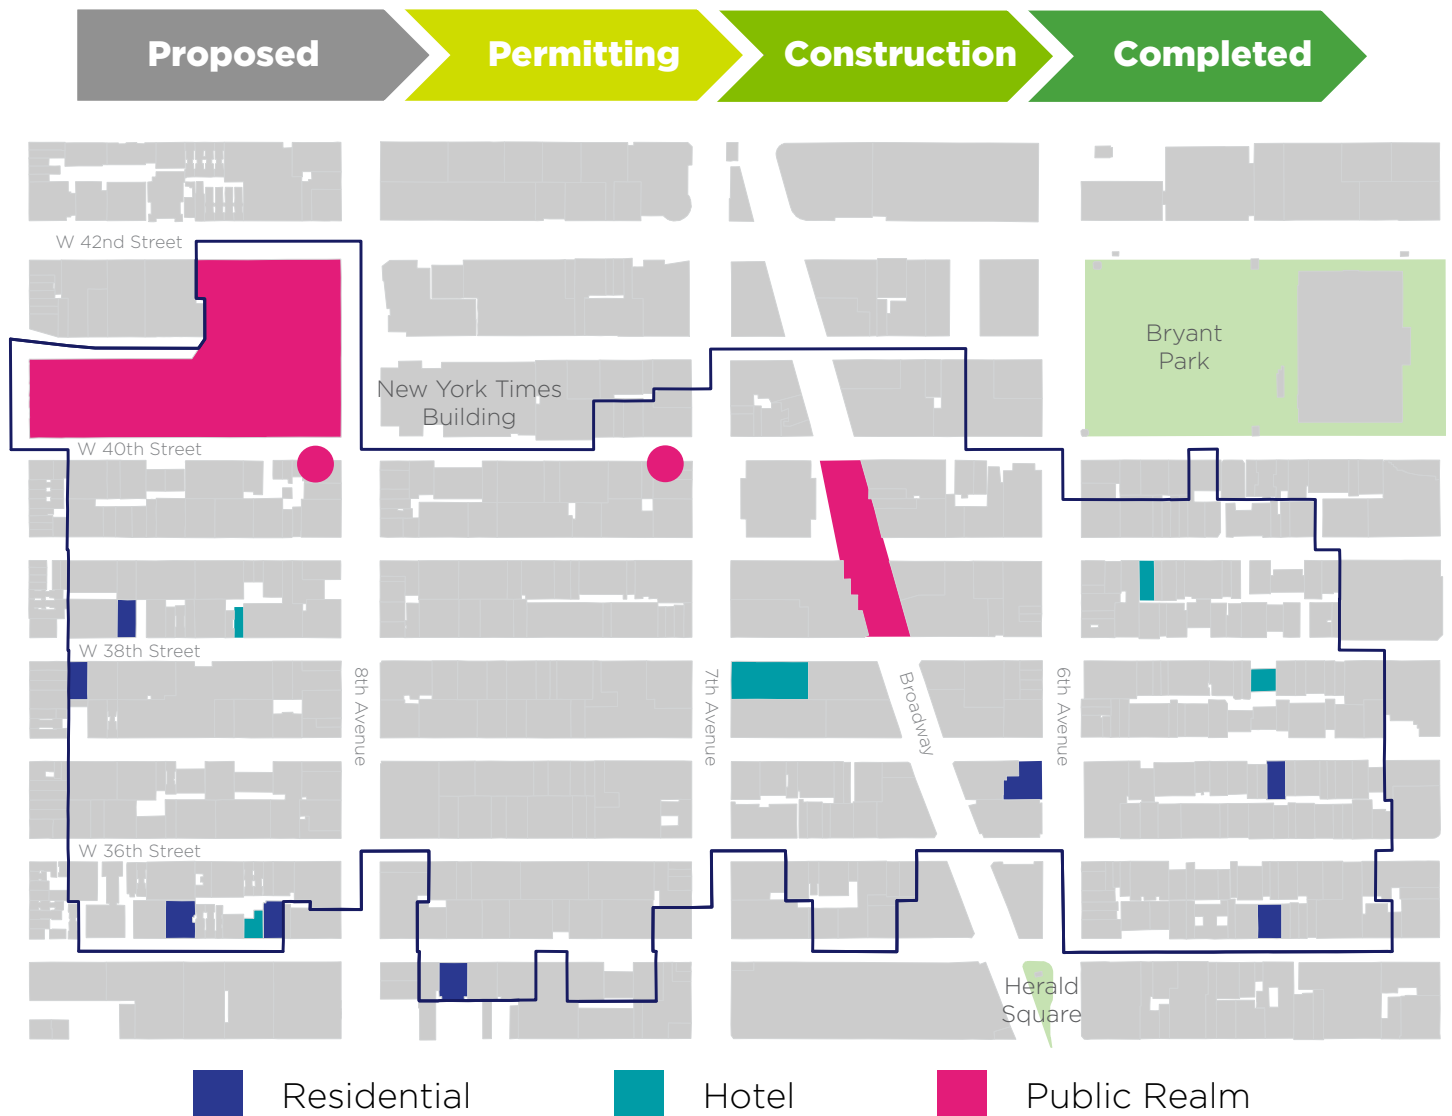 Proposed
Permitting
Construction
Completed
W 42nd Street
Bryant
Park
New York Times
Building
W 40th Street
W 38th Street
8th Avenue
7th Avenue
Broadway
6th Avenue
W 36th Street
Herald
Square
Residential
Hotel
Public Realm